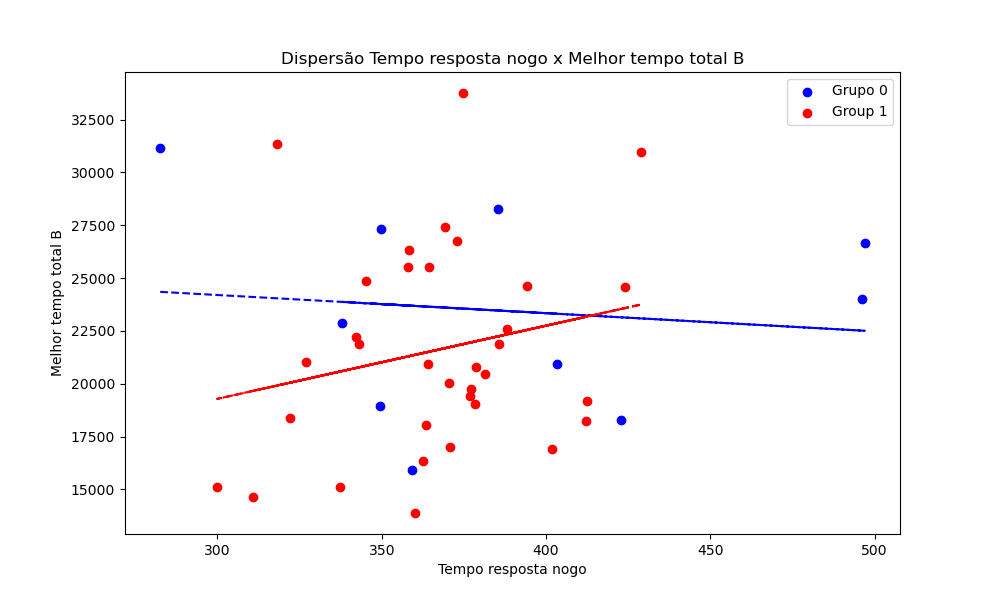 Dispersão Tempo resposta nogo x Melhor tempo total B
Grupo 0
Group 1
Melhor tempo total B
32500
30000
27500
25000
22500
20000
17500
15000
300 350 400 450 500
Tempo resposta nogo